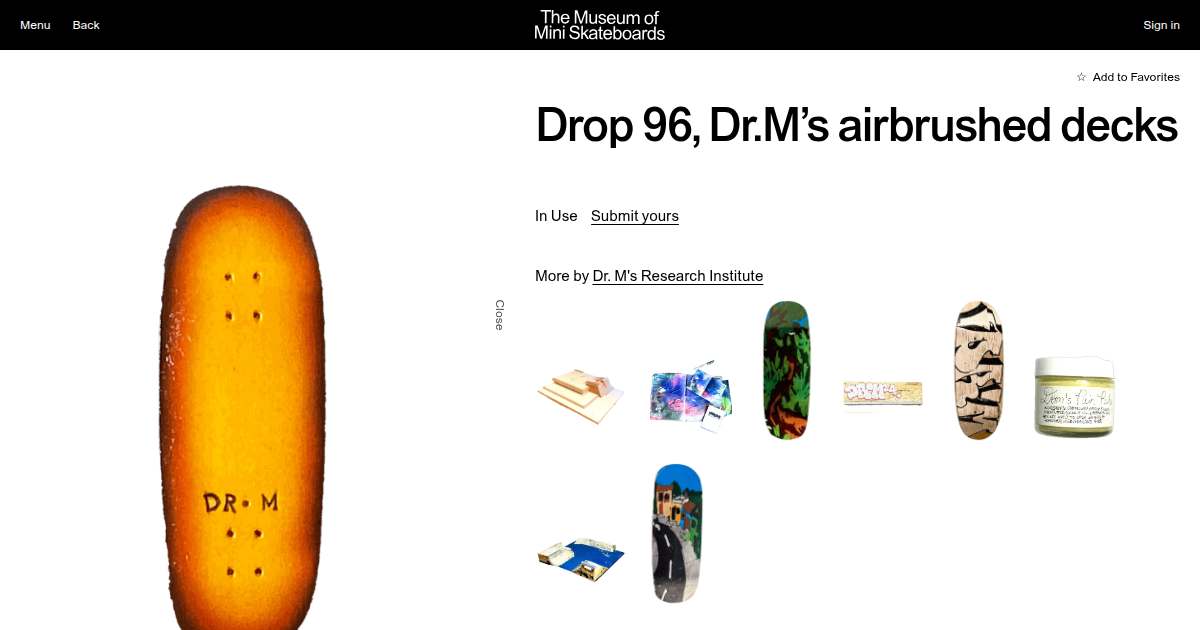 Menu
Back
The Museum of
Mini Skateboards
Sign in
☆ Add to Favorites
Drop 96, Dr.M’s airbrushed decks
In Use
Submit yours
More by Dr. M's Research Institute
Close
DR. M